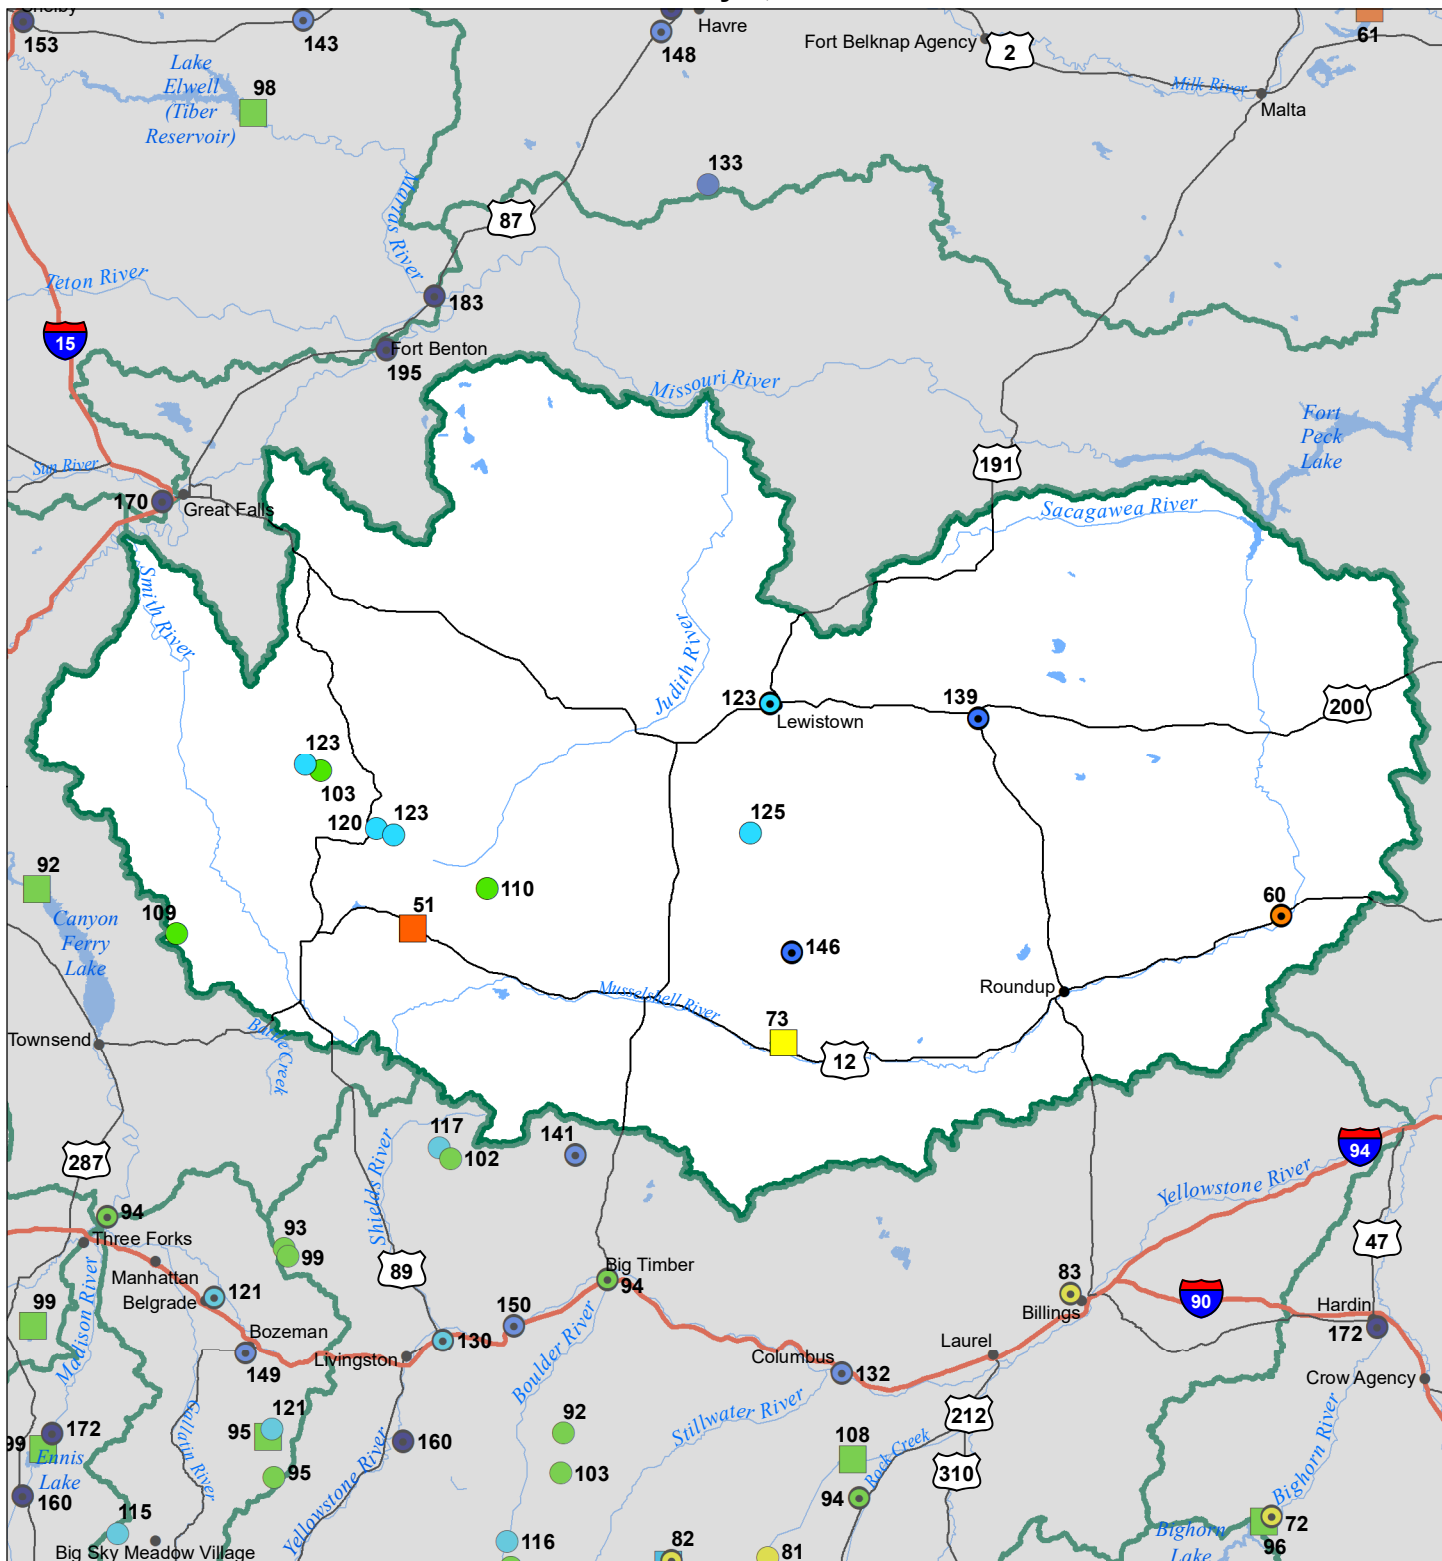 Shelby
153
143
Havre
148
Fort Belknap Agency
2
61
Lake
Elwell
(Tiber
Reservoir)
98
Milk River
Malta
133
Marias River
87
Teton River
183
15
Fort Benton
195
Missouri River
Fort
Peck
Lake
191
Sun River
170
Great Falls
Sacagawea River
Smith River
Judith River
123
Lewistown
139
200
123
103
120
123
125
92
110
51
60
109
Canyon
Ferry
Lake
146
Roundup
Musselshell River
73
12
Townsend
Battle Creek
117
102
141
287
Shields River
94
Yellowstone River
94
Three Forks
93
99
47
Manhattan
Belgrade
121
89
Big Timber
94
83
Billings
90
Hardin
172
99
Madison River
Bozeman
149
Livingston
130
150
Boulder River
Columbus
132
Laurel
Crow Agency
172
99
Ennis
Lake
160
121
95
95
Gallatin River
160
Yellowstone River
92
103
Stillwater River
212
108
Rock Creek
310
94
Bighorn River
115
Big Sky Meadow Village
116
82
81
Bighorn
Lake
72
96